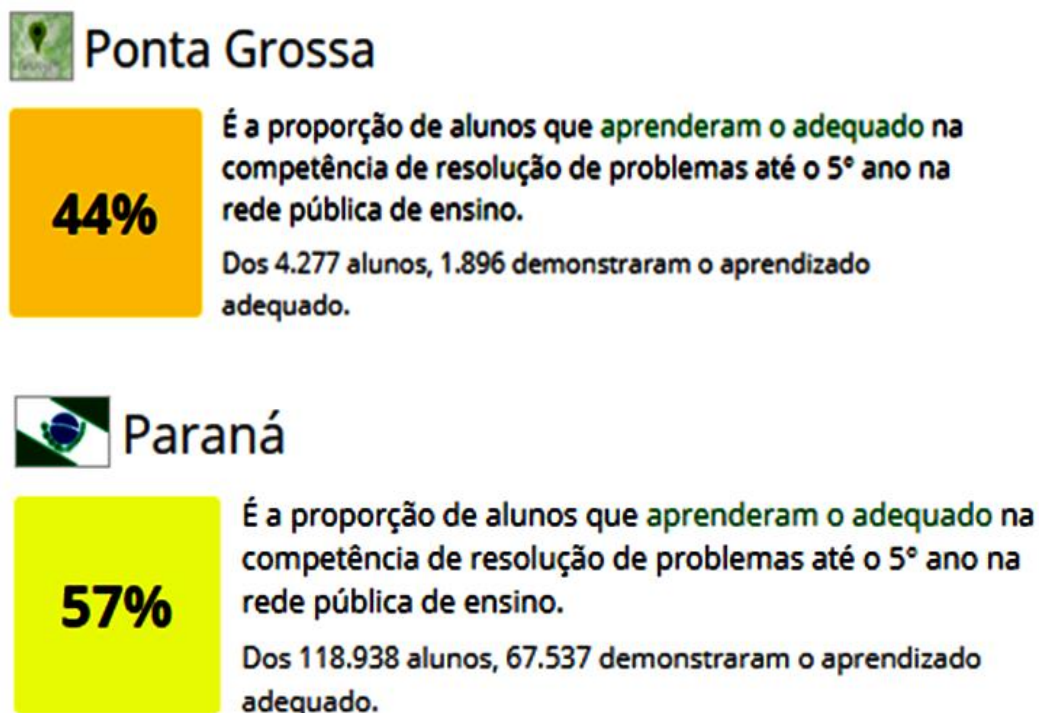 Ponta Grossa
44%
É a proporção de alunos que aprenderam o adequado na
competência de resolução de problemas até o 5º ano na
rede pública de ensino.
Dos 4.277 alunos, 1.896 demonstraram o aprendizado
adequado.
Paraná
57%
É a proporção de alunos que aprenderam o adequado na
competência de resolução de problemas até o 5º ano na
rede pública de ensino.
Dos 118.938 alunos, 67.537 demonstraram o aprendizado
adequado.